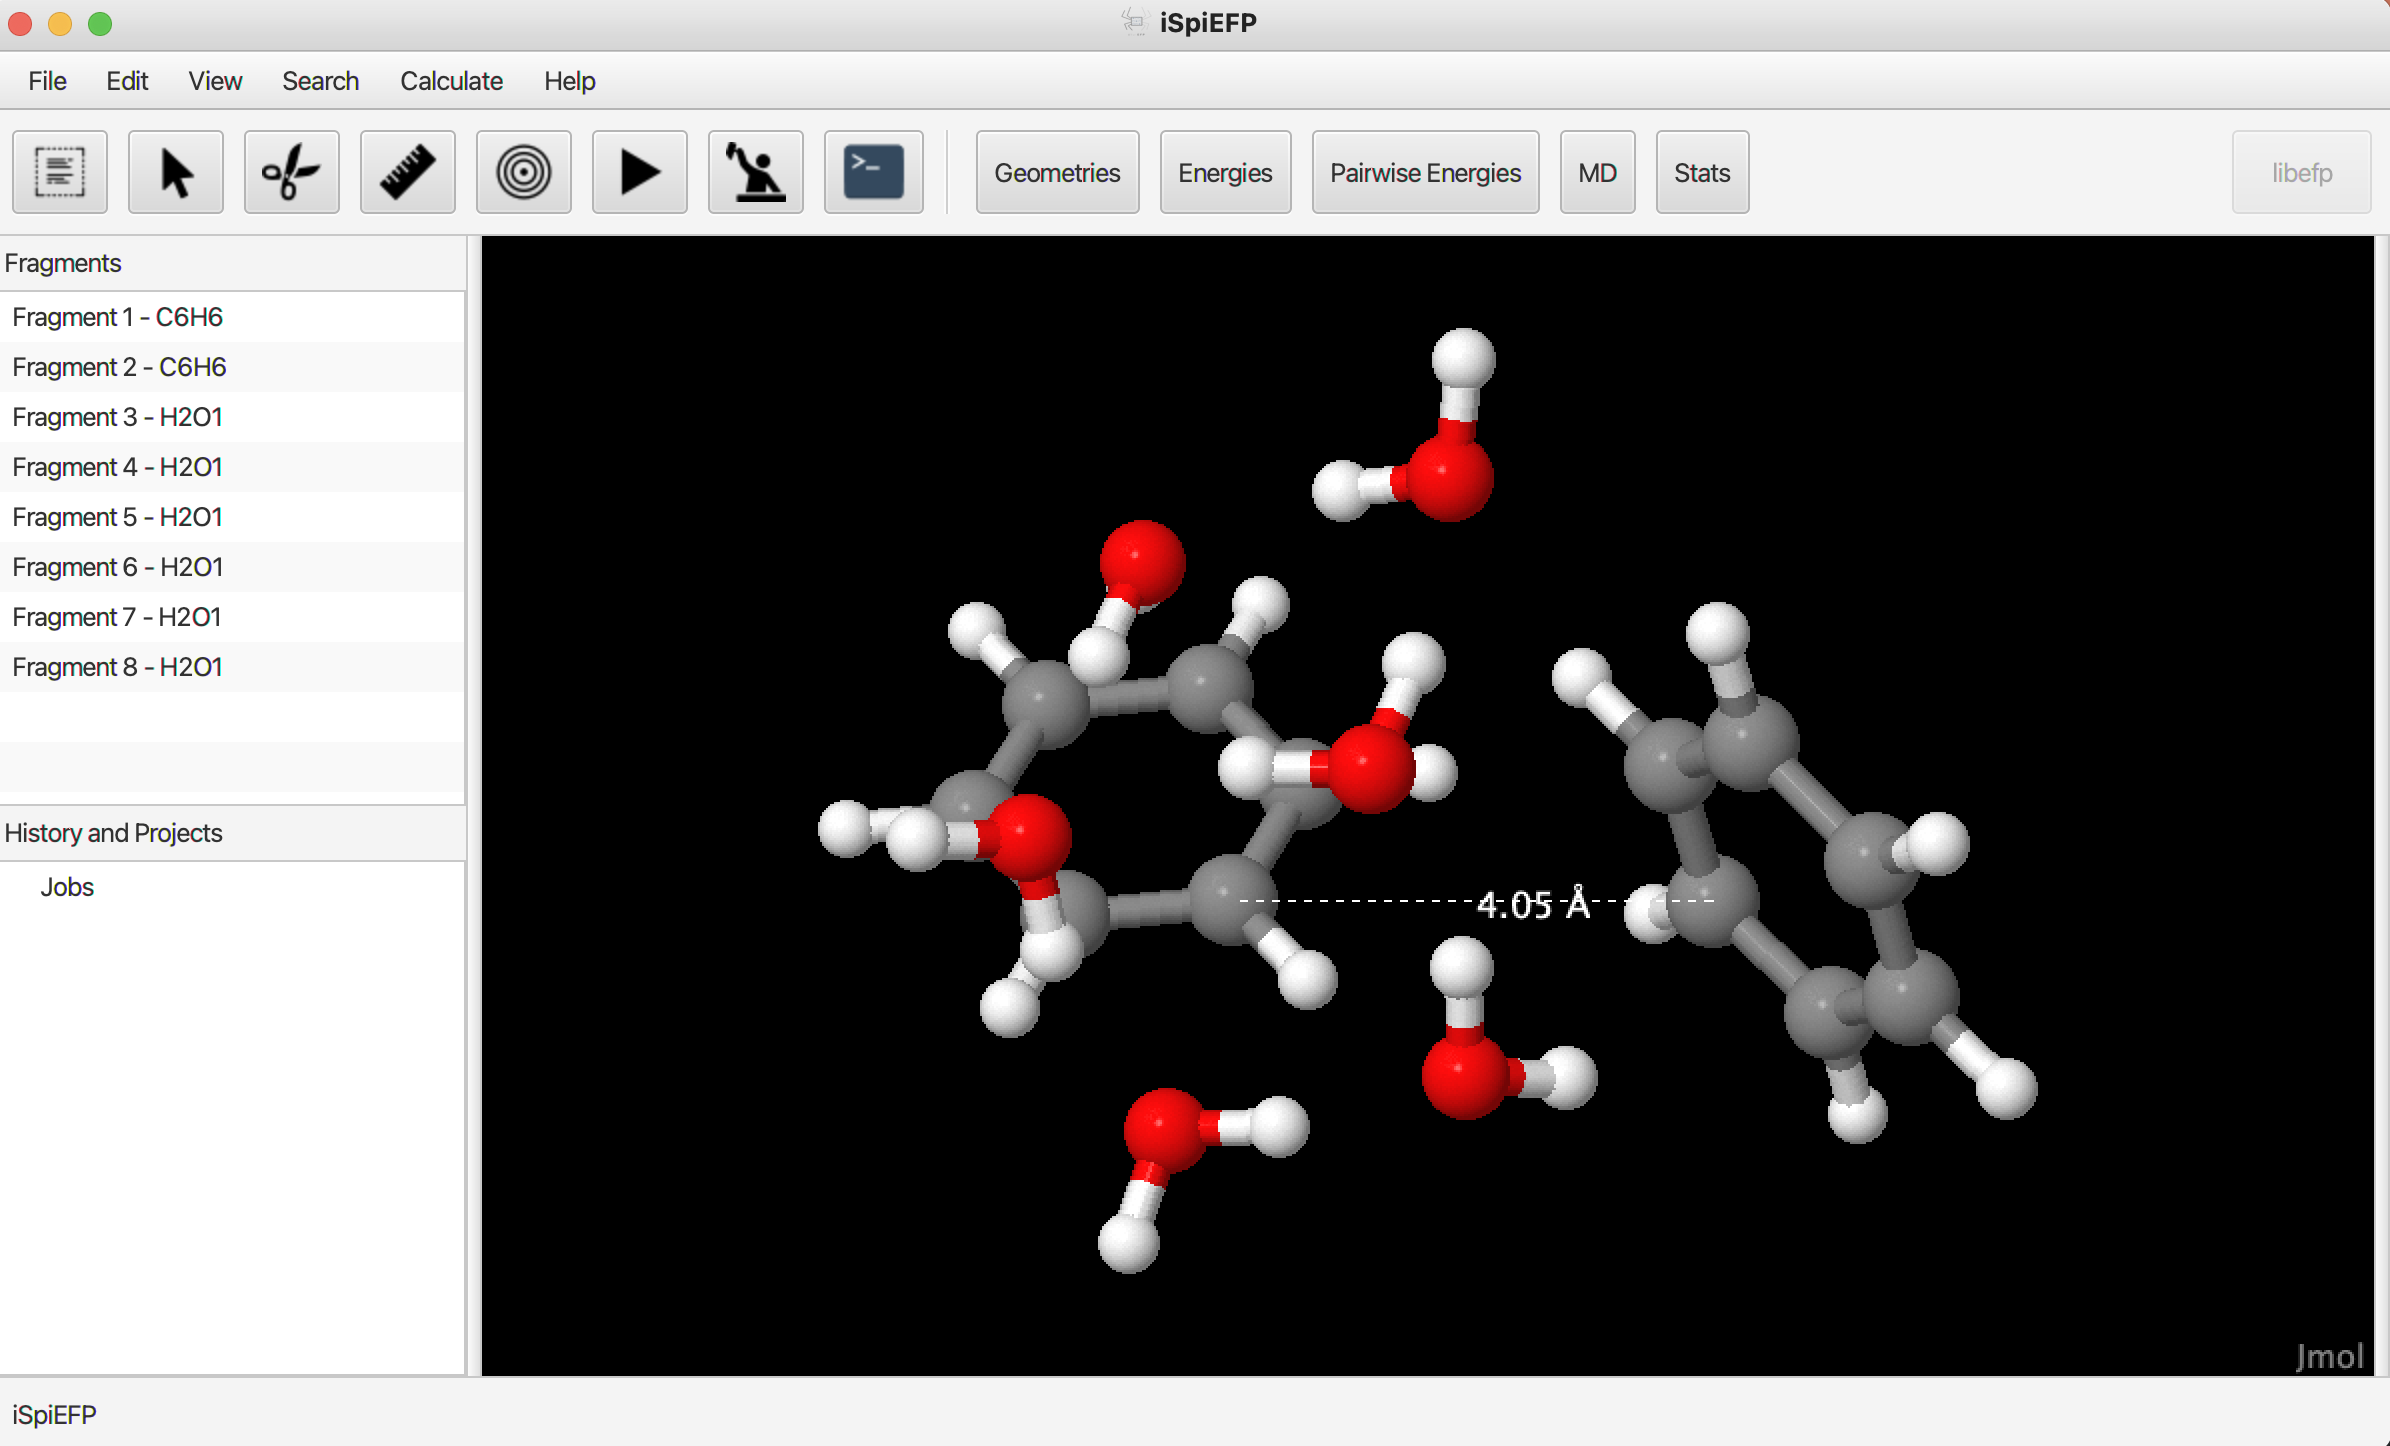 iSpiEFP
File Edit View Search Calculate Help
>_ Geometries Energies Pairwise Energies MD Stats libefp
Fragments
Fragment 1 - C6H6
Fragment 2 - C6H6
Fragment 3 - H2O1
Fragment 4 - H2O1
Fragment 5 - H2O1
Fragment 6 - H2O1
Fragment 7 - H2O1
Fragment 8 - H2O1
History and Projects
Jobs
4.05 Å
Jmol
iSpiEFP